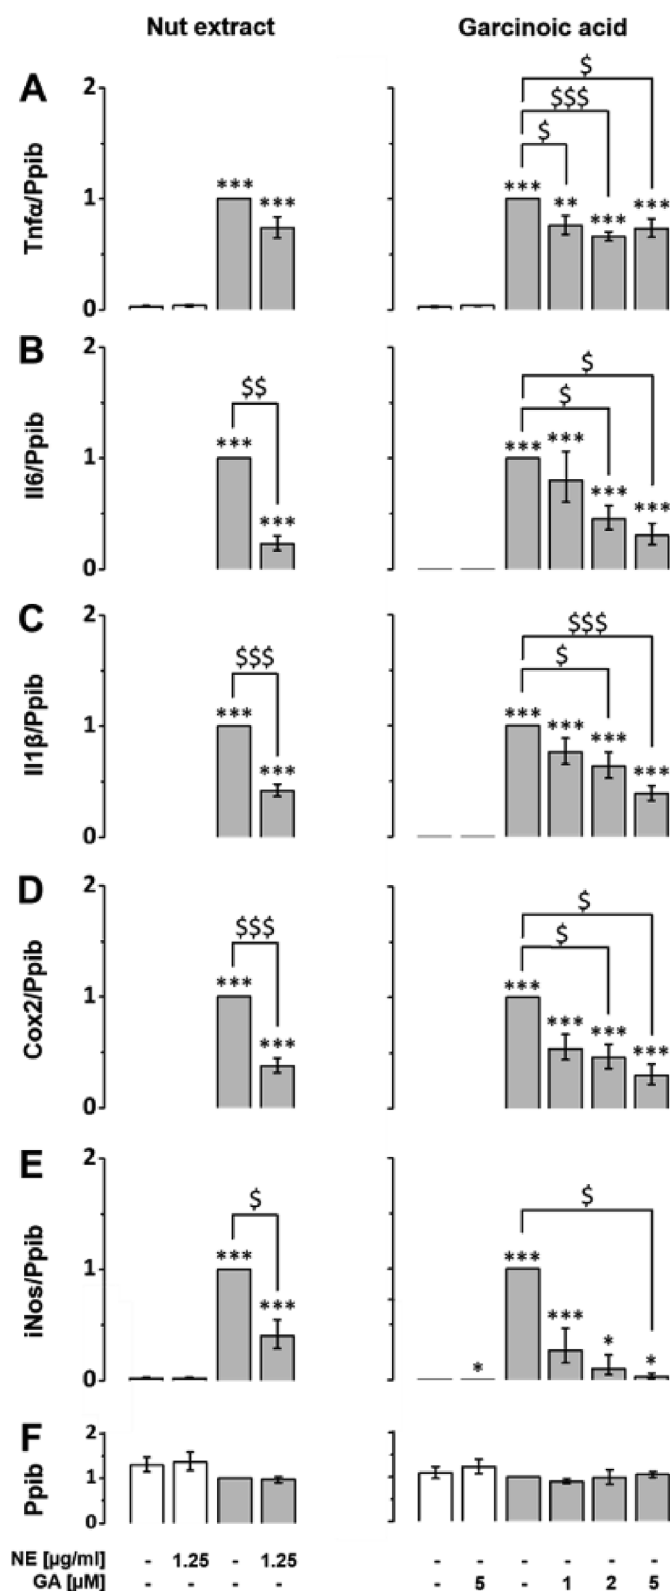 Nut extract Garcinoic acid
A
Tnfα/Ppib
2
1
0
*** ***
$
$$$
$
*** ** *** ***
B
Il6/Ppib
2
1
0
$$
*** ***
$
$
*** *** *** ***
C
Il1β/Ppib
2
1
0
$$$
*** ***
$$$
$
*** *** *** ***
D
Cox2/Ppib
2
1
0
$$$
*** ***
$
$
*** *** *** ***
E
iNos/Ppib
2
1
0
$
*** ***
$
* *** *** * *
F
Ppib
2
1
0
NE [µg/ml] - 1.25 - 1.25 - - - - - -
GA [µM] - - - - - 5 - 1 2 5